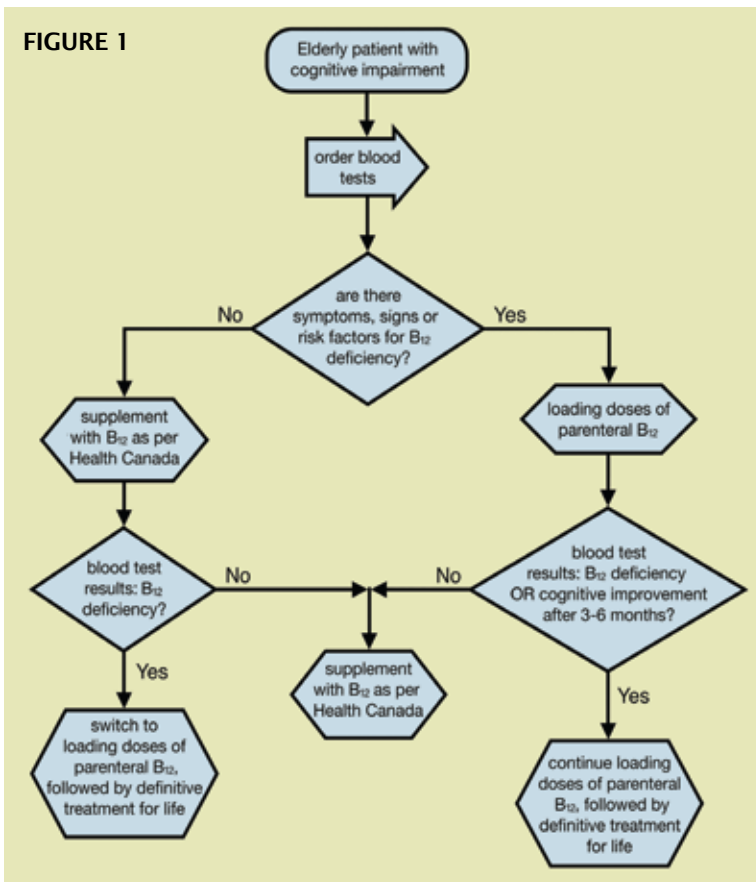 FIGURE 1
Elderly patient with
cognitive impairment
order blood
tests
are there
symptoms, signs or
risk factors for B₁₂
deficiency?
No
Yes
supplement
with B₁₂ as per
Health Canada
loading doses of
parenteral B₁₂
blood test
results: B₁₂
deficiency?
No
No
blood test
results: B₁₂ deficiency
OR cognitive improvement
after 3-6 months?
Yes
supplement
with B₁₂ as per
Health Canada
Yes
switch to
loading doses of
parenteral B₁₂,
followed by definitive
treatment for life
continue loading
doses of parenteral
B₁₂, followed by
definitive treatment
for life